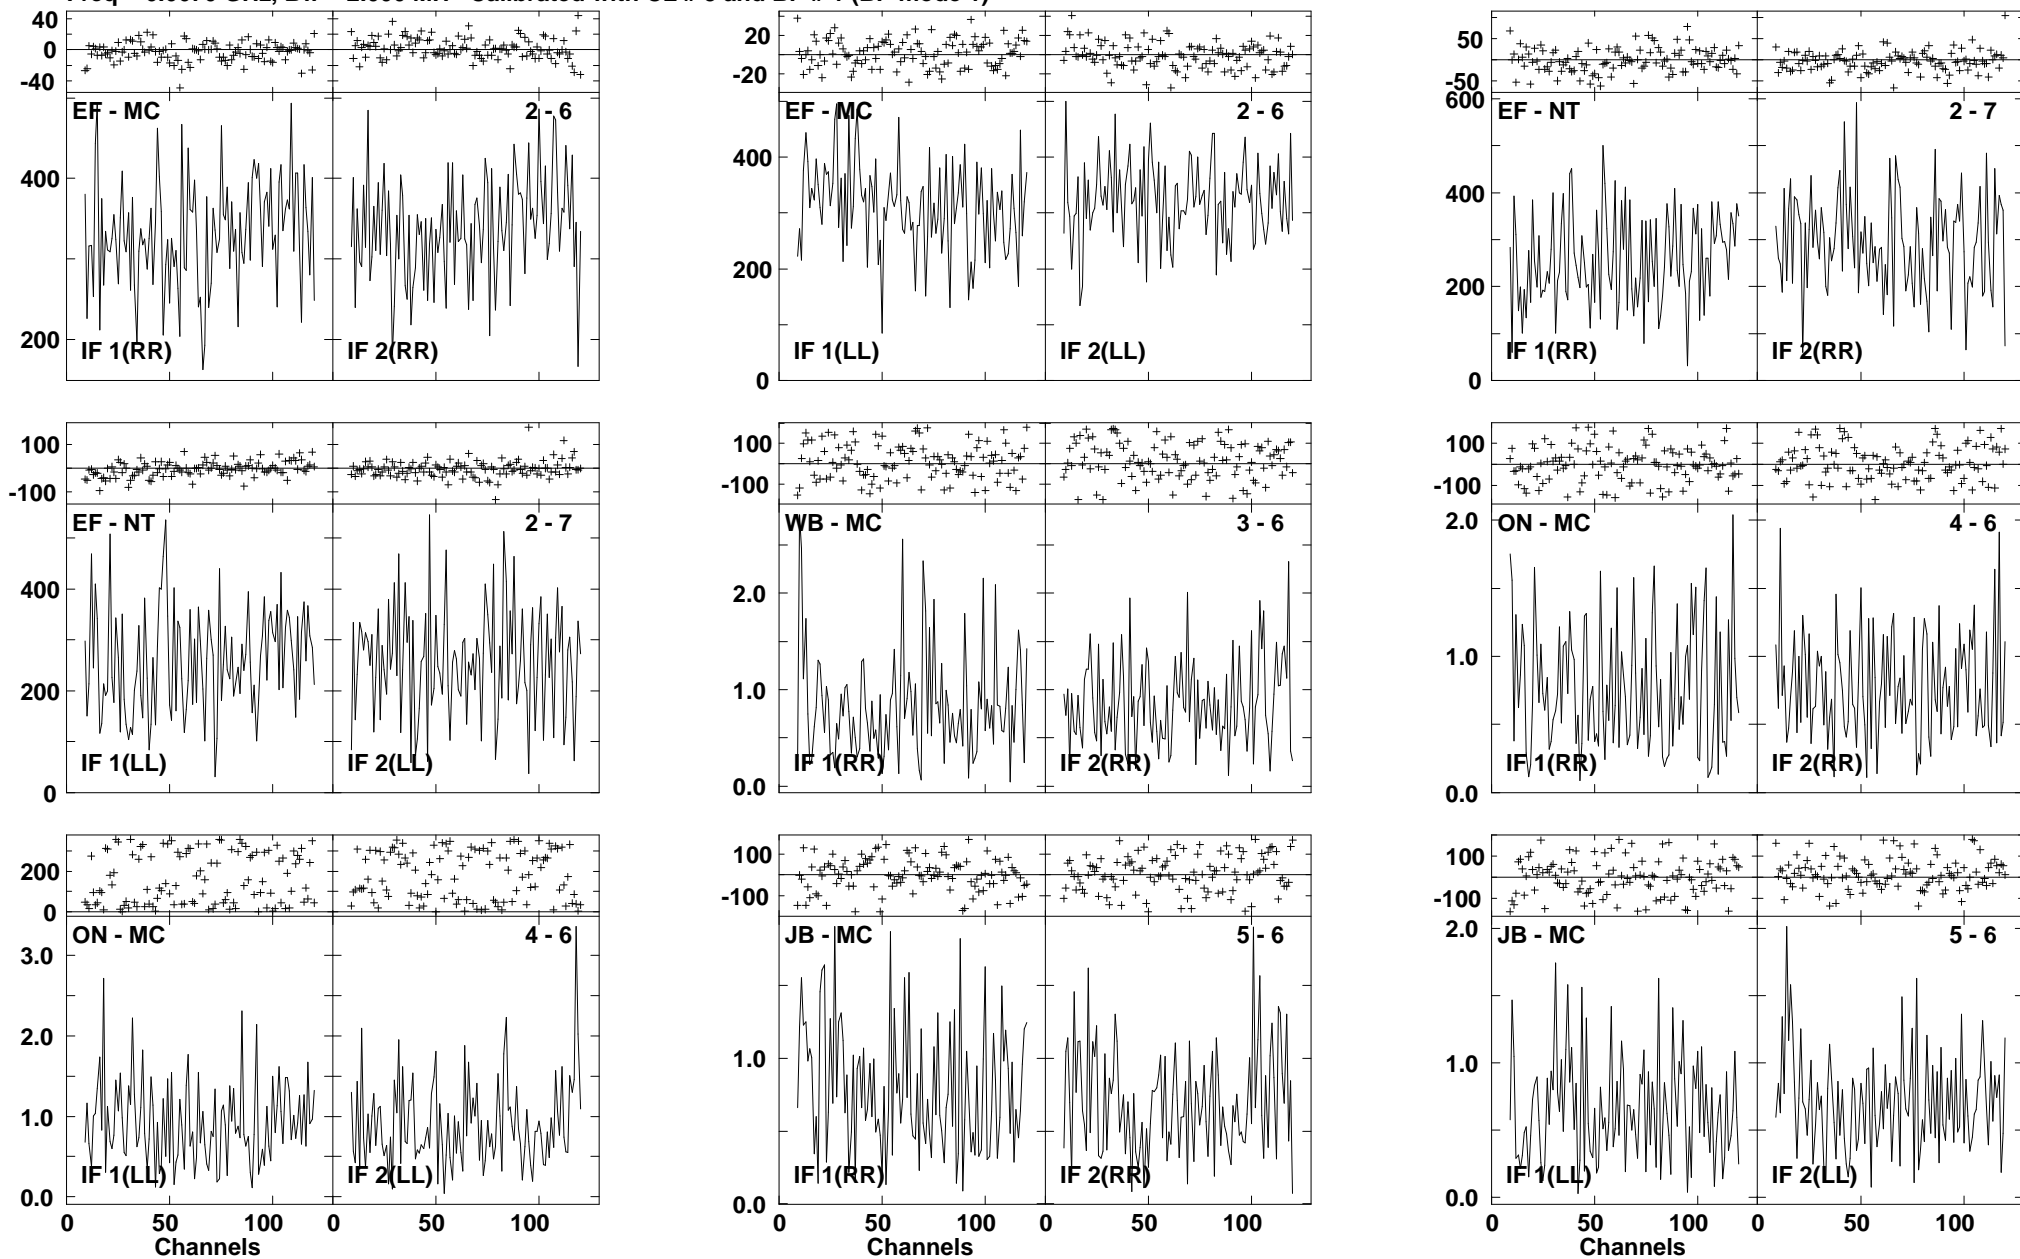 40
0
-40
EF - MC
2 - 6
400
200
IF 1(RR)
IF 2(RR)
20
-20
EF - MC
2 - 6
400
200
0
IF 1(LL)
IF 2(LL)
50
-50
600
EF - NT
2 - 7
400
200
0
IF 1(RR)
IF 2(RR)
100
-100
EF - NT
2 - 7
400
200
0
IF 1(LL)
IF 2(LL)
100
-100
WB - MC
3 - 6
2.0
1.0
0.0
IF 1(RR)
IF 2(RR)
100
-100
2.0
ON - MC
4 - 6
1.0
0.0
IF 1(RR)
IF 2(RR)
200
0
ON - MC
4 - 6
3.0
2.0
1.0
0.0
IF 1(LL)
IF 2(LL)
0 50 100 0 50 100
Channels
100
-100
JB - MC
5 - 6
1.0
0.0
IF 1(RR)
IF 2(RR)
0 50 100 0 50 100
Channels
100
-100
2.0
JB - MC
5 - 6
1.0
0.0
IF 1(LL)
IF 2(LL)
0 50 100 0 50 100
Channels